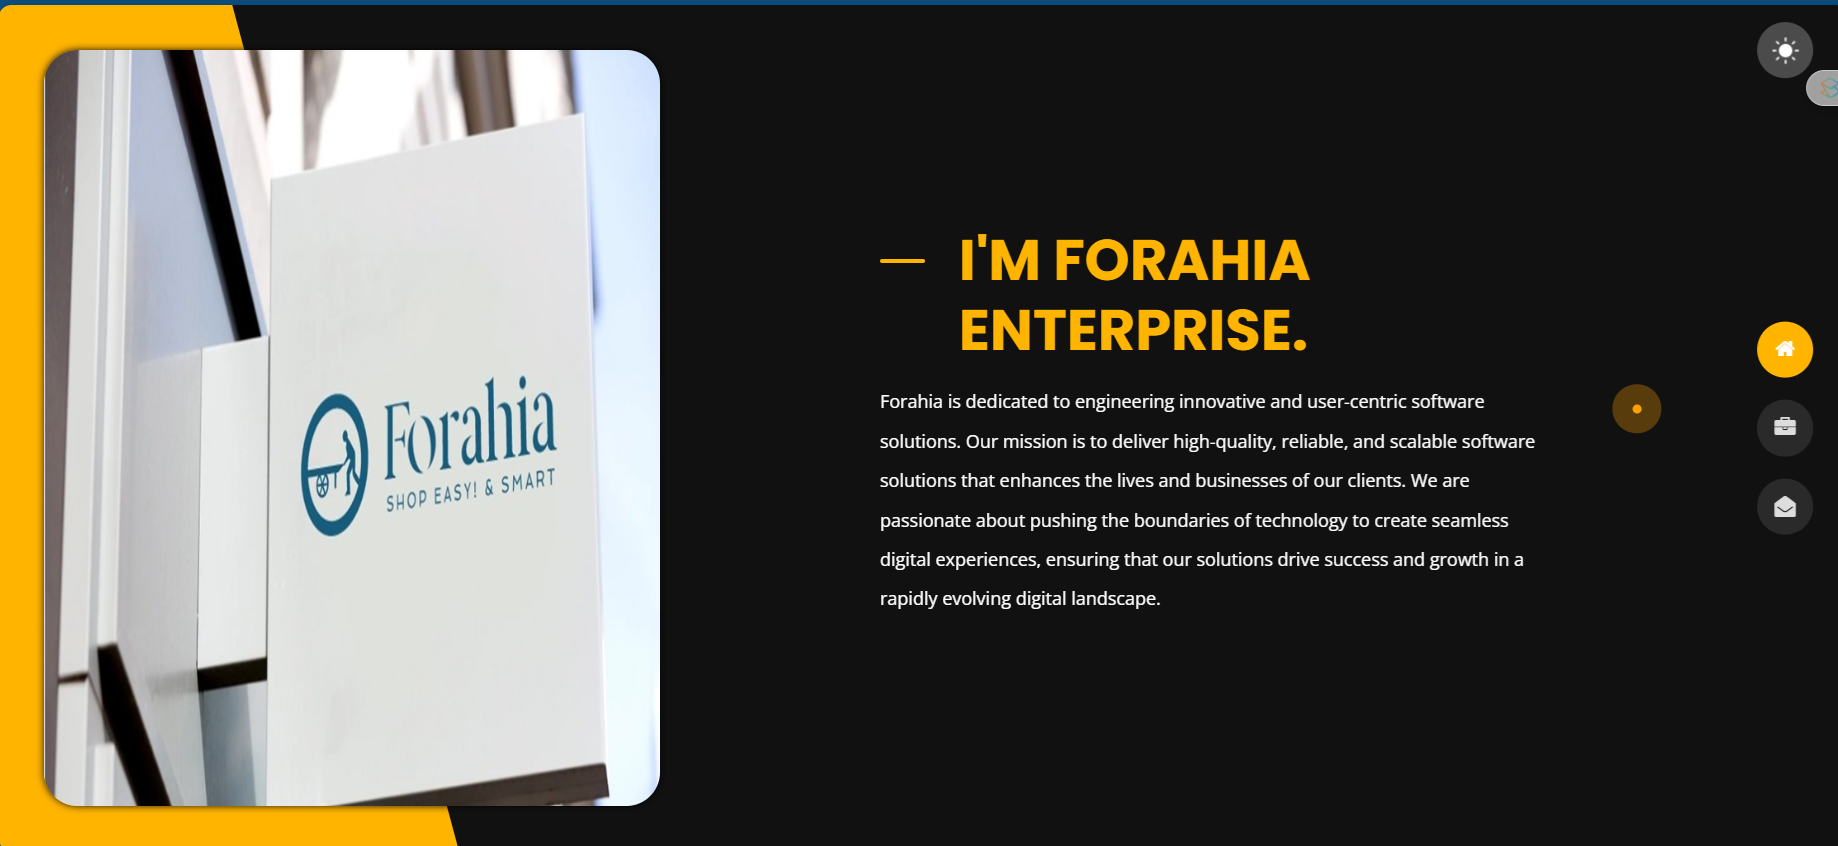 Forahia
SHOP EASY! & SMART
I'M FORAHIA
ENTERPRISE.
Forahia is dedicated to engineering innovative and user-centric software
solutions. Our mission is to deliver high-quality, reliable, and scalable software
solutions that enhances the lives and businesses of our clients. We are
passionate about pushing the boundaries of technology to create seamless
digital experiences, ensuring that our solutions drive success and growth in a
rapidly evolving digital landscape.